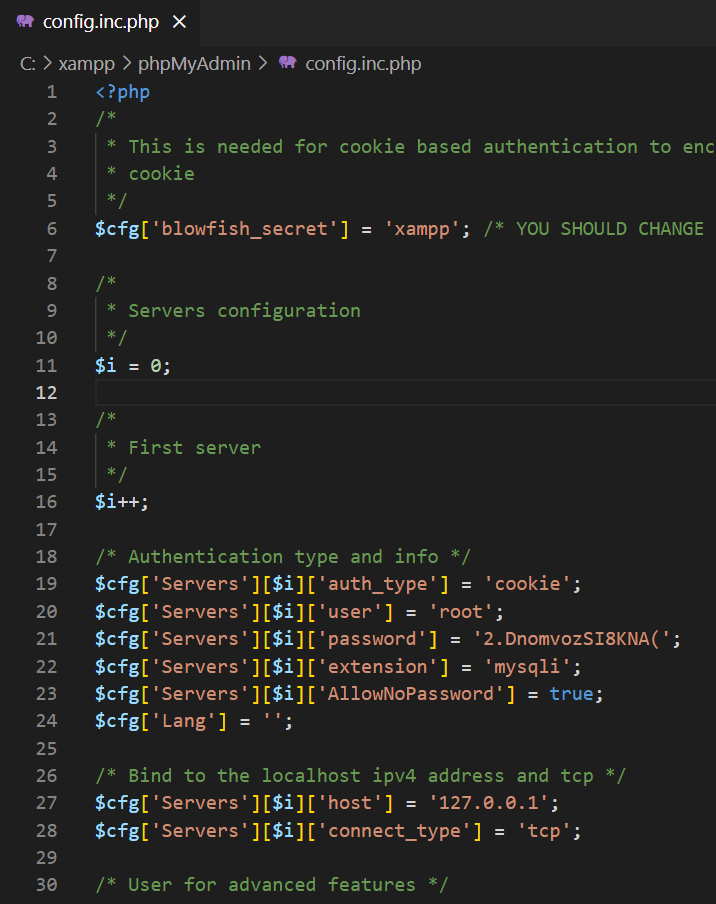 config.inc.php ×
C: > xampp > phpMyAdmin > config.inc.php
1 <?php
2 /*
3  * This is needed for cookie based authentication to enc
4  * cookie
5  */
6 $cfg['blowfish_secret'] = 'xampp'; /* YOU SHOULD CHANGE
7
8 /*
9  * Servers configuration
10  */
11 $i = 0;
12
13 /*
14  * First server
15  */
16 $i++;
17
18 /* Authentication type and info */
19 $cfg['Servers'][$i]['auth_type'] = 'cookie';
20 $cfg['Servers'][$i]['user'] = 'root';
21 $cfg['Servers'][$i]['password'] = '2.DnomvozSI8KNA(';
22 $cfg['Servers'][$i]['extension'] = 'mysqli';
23 $cfg['Servers'][$i]['AllowNoPassword'] = true;
24 $cfg['Lang'] = '';
25
26 /* Bind to the localhost ipv4 address and tcp */
27 $cfg['Servers'][$i]['host'] = '127.0.0.1';
28 $cfg['Servers'][$i]['connect_type'] = 'tcp';
29
30 /* User for advanced features */